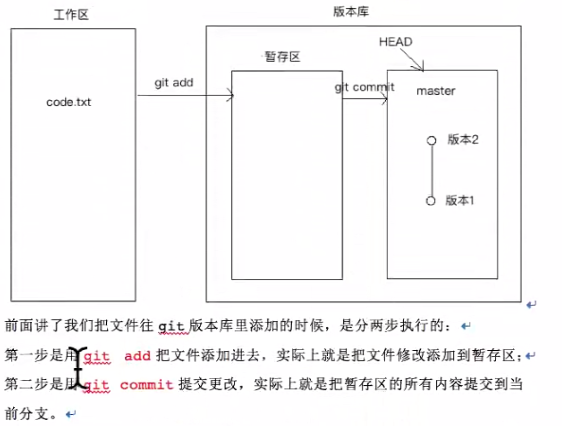 工作区
版本库
HEAD
暂存区
git add
git commit
code.txt
master
版本2
版本1
前面讲了我们把文件往 git 版本库里添加的时候，是分两步执行的：
第一步是用 git add 把文件添加进去，实际上就是把文件修改添加到暂存区；
第二步是用 git commit 提交更改，实际上就是把暂存区的所有内容提交到当
前分支。